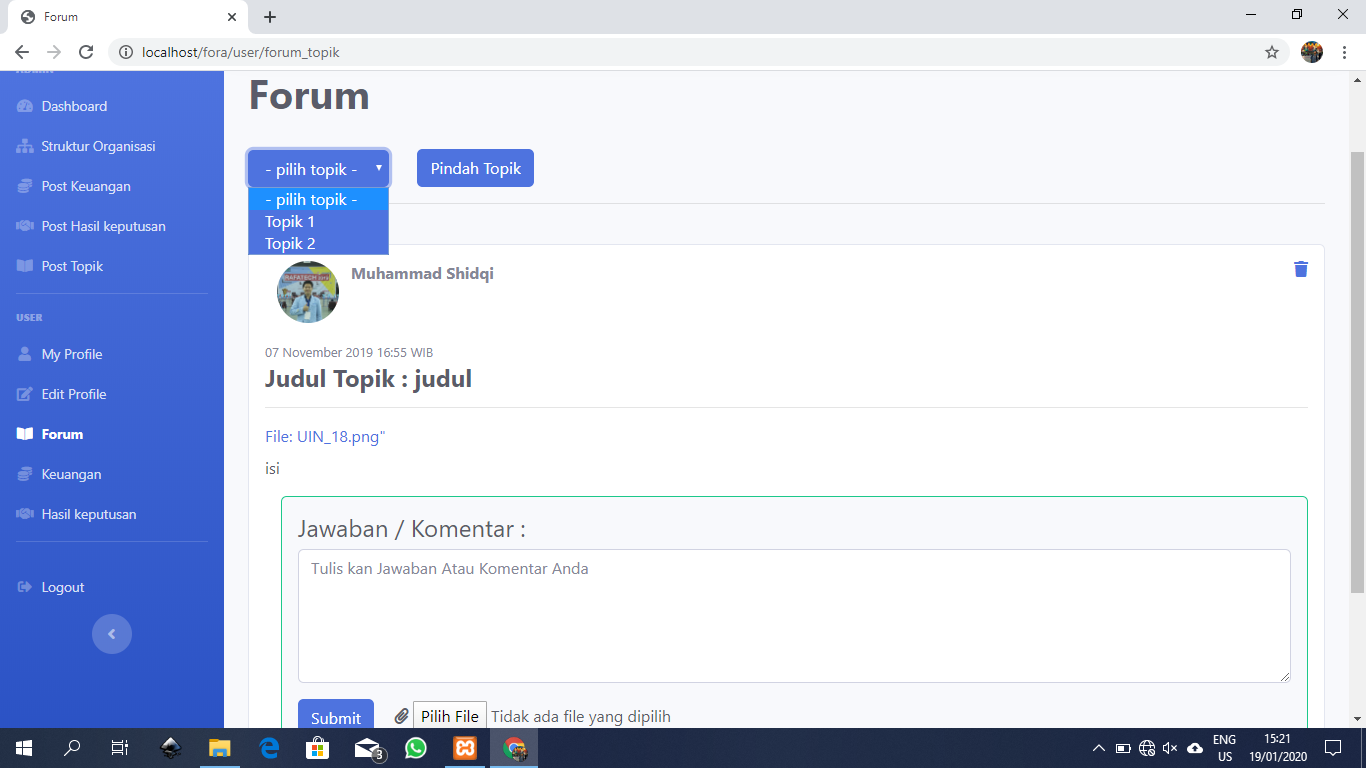 Forum
localhost/fora/user/forum_topik
Dashboard
Struktur Organisasi
Post Keuangan
Post Hasil keputusan
Post Topik
USER
My Profile
Edit Profile
Forum
Keuangan
Hasil keputusan
Logout
Forum
- pilih topik -
Pindah Topik
- pilih topik -
Topik 1
Topik 2
Muhammad Shidqi
07 November 2019 16:55 WIB
Judul Topik : judul
File: UIN_18.png"
isi
Jawaban / Komentar :
Tulis kan Jawaban Atau Komentar Anda
Submit
Pilih File Tidak ada file yang dipilih
3
ENG
US
15:21
19/01/2020